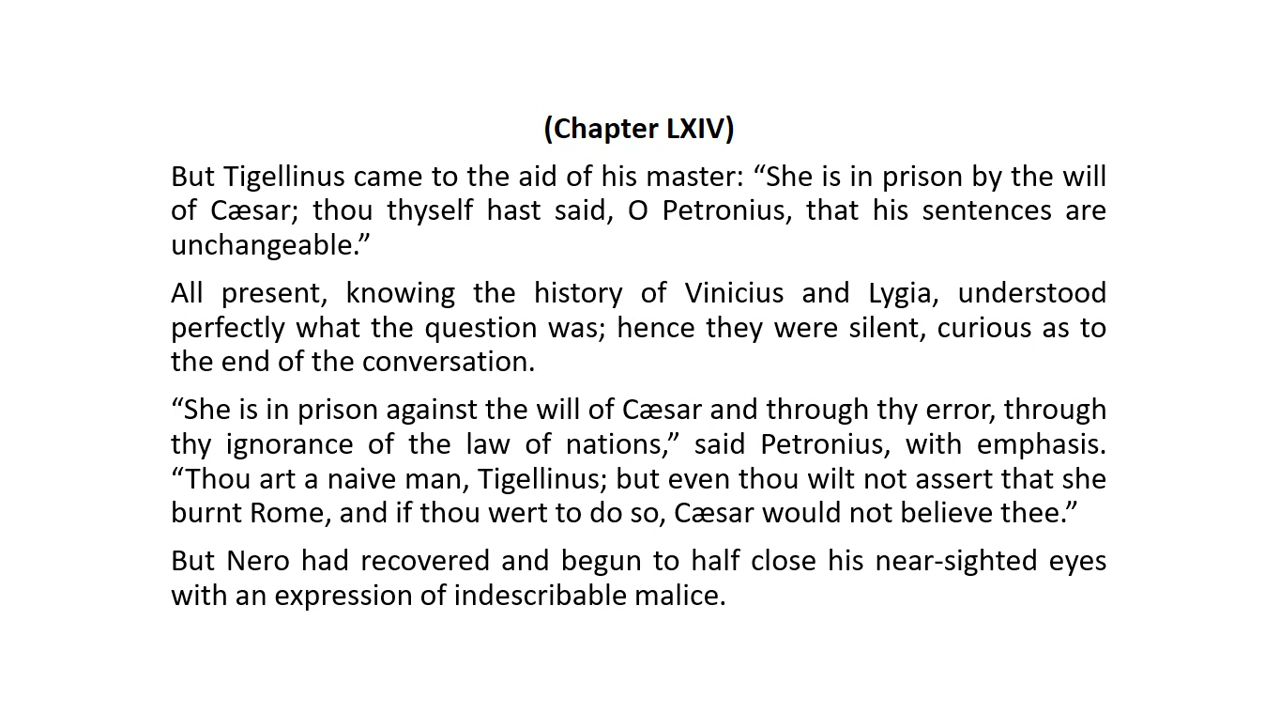 (Chapter LXIV)
But Tigellinus came to the aid of his master: “She is in prison by the will
of Cæsar; thou thyself hast said, O Petronius, that his sentences are
unchangeable.”
All present, knowing the history of Vinicius and Lygia, understood
perfectly what the question was; hence they were silent, curious as to
the end of the conversation.
“She is in prison against the will of Cæsar and through thy error, through
thy ignorance of the law of nations,” said Petronius, with emphasis.
“Thou art a naive man, Tigellinus; but even thou wilt not assert that she
burnt Rome, and if thou wert to do so, Cæsar would not believe thee.”
But Nero had recovered and begun to half close his near-sighted eyes
with an expression of indescribable malice.